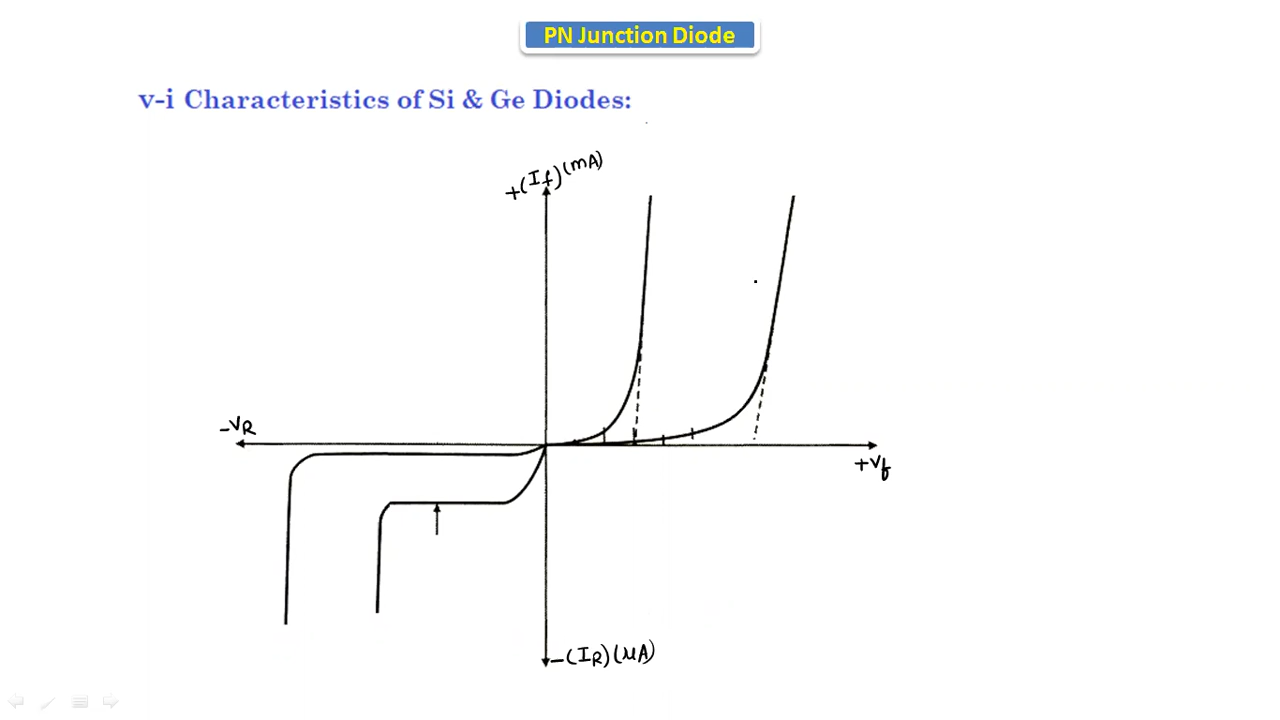 PN Junction Diode
v-i Characteristics of Si & Ge Diodes:
+(If)(mA)
-VR
+Vf
-(IR)(μA)